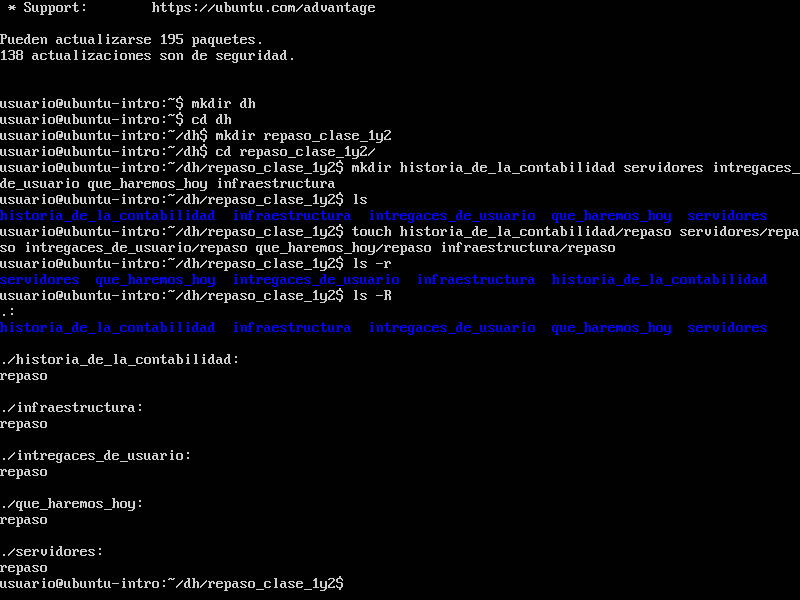 * Support:        https://ubuntu.com/advantage
Pueden actualizarse 195 paquetes.
138 actualizaciones son de seguridad.
usuario@ubuntu-intro:~$ mkdir dh
usuario@ubuntu-intro:~$ cd dh
usuario@ubuntu-intro:~/dh$ mkdir repaso_clase_1y2
usuario@ubuntu-intro:~/dh$ cd repaso_clase_1y2/
usuario@ubuntu-intro:~/dh/repaso_clase_1y2$ mkdir historia_de_la_contabilidad servidores intregaces_
de_usuario que_haremos_hoy infraestructura
usuario@ubuntu-intro:~/dh/repaso_clase_1y2$ ls
historia_de_la_contabilidad  infraestructura  intregaces_de_usuario  que_haremos_hoy  servidores
usuario@ubuntu-intro:~/dh/repaso_clase_1y2$ touch historia_de_la_contabilidad/repaso servidores/repa
so intregaces_de_usuario/repaso que_haremos_hoy/repaso infraestructura/repaso
usuario@ubuntu-intro:~/dh/repaso_clase_1y2$ ls -r
servidores  que_haremos_hoy  intregaces_de_usuario  infraestructura  historia_de_la_contabilidad
usuario@ubuntu-intro:~/dh/repaso_clase_1y2$ ls -R
.:
historia_de_la_contabilidad  infraestructura  intregaces_de_usuario  que_haremos_hoy  servidores
./historia_de_la_contabilidad:
repaso
./infraestructura:
repaso
./intregaces_de_usuario:
repaso
./que_haremos_hoy:
repaso
./servidores:
repaso
usuario@ubuntu-intro:~/dh/repaso_clase_1y2$